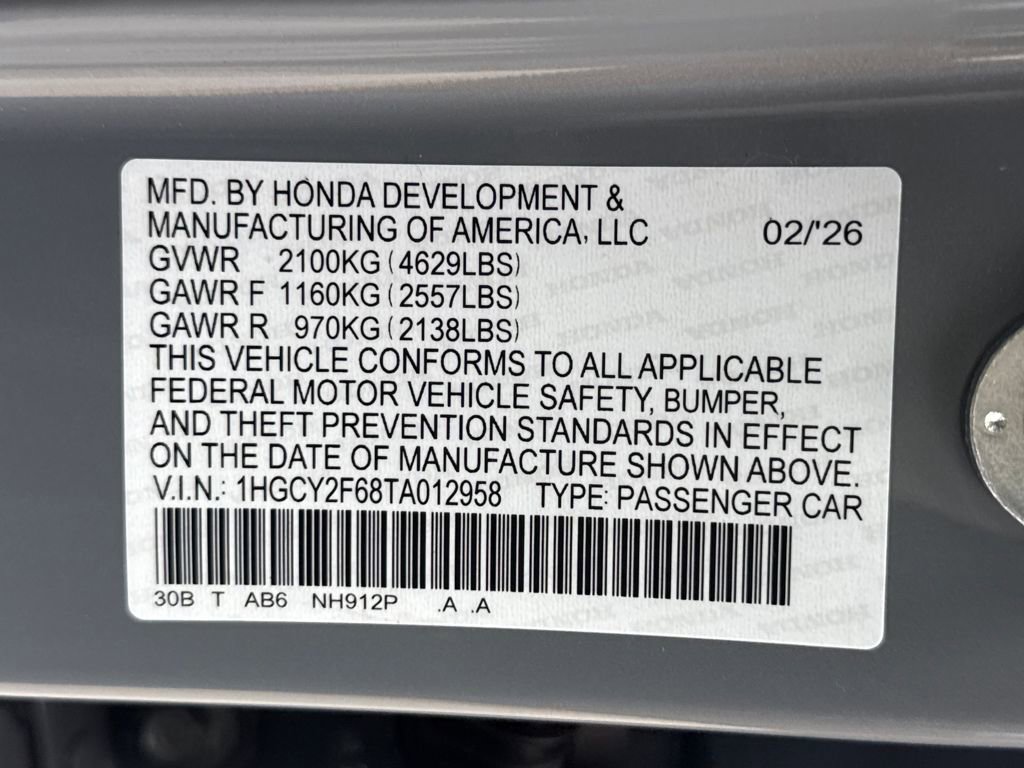 MFD. BY HONDA DEVELOPMENT &
MANUFACTURING OF AMERICA, LLC 02/'26
GVWR 2100KG (4629LBS)
GAWR F 1160KG (2557LBS)
GAWR R 970KG (2138LBS)
THIS VEHICLE CONFORMS TO ALL APPLICABLE
FEDERAL MOTOR VEHICLE SAFETY, BUMPER,
AND THEFT PREVENTION STANDARDS IN EFFECT
ON THE DATE OF MANUFACTURE SHOWN ABOVE.
V.I.N.: 1HGCY2F68TA012958 TYPE: PASSENGER CAR
30B T AB6 NH912P .A .A